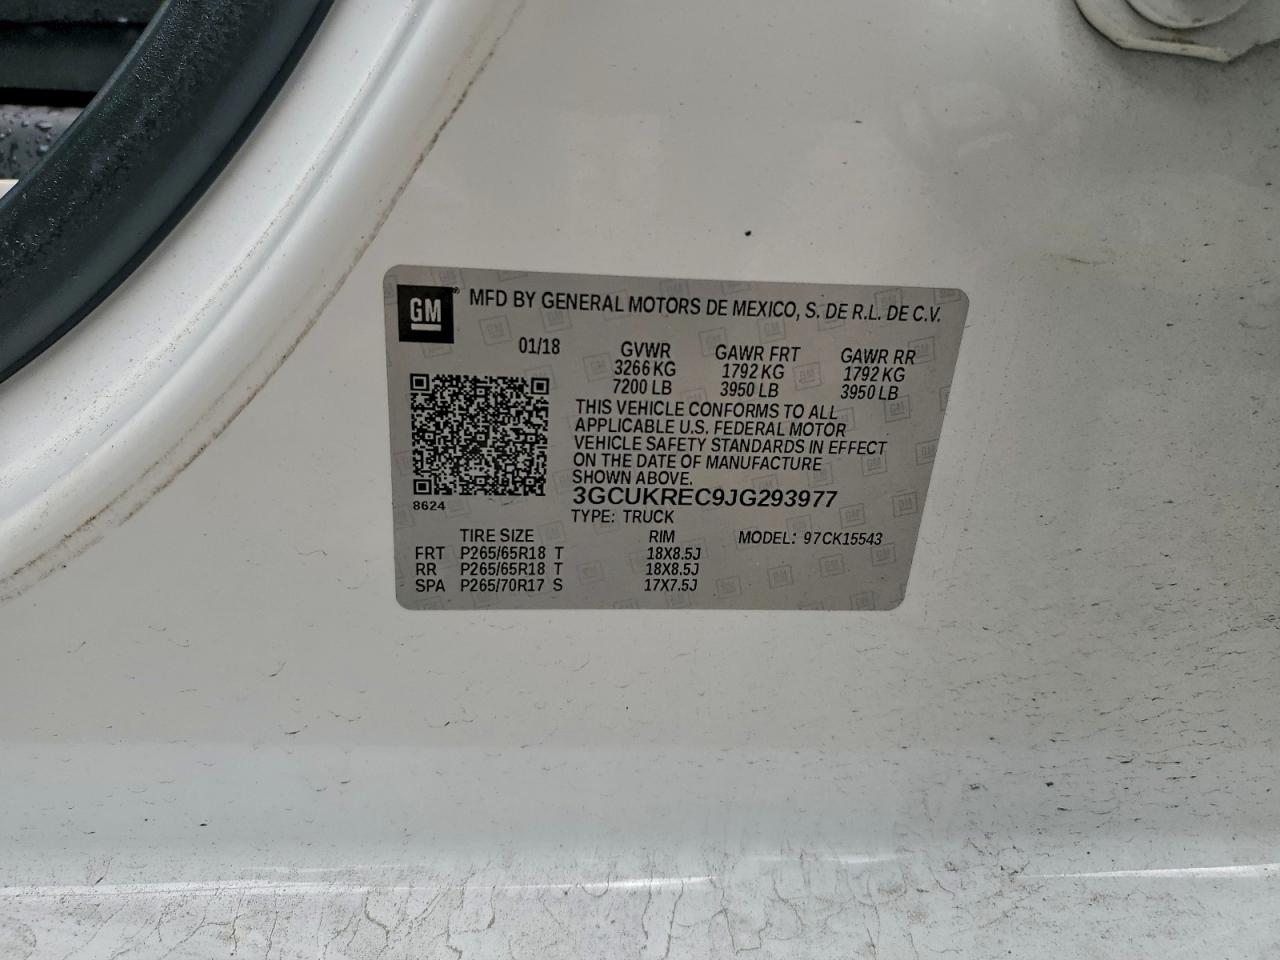 GM ® MFD BY GENERAL MOTORS DE MEXICO, S. DE R.L. DE C.V.
01/18 GVWR GAWR FRT GAWR RR
3266 KG 1792 KG 1792 KG
7200 LB 3950 LB 3950 LB
THIS VEHICLE CONFORMS TO ALL
APPLICABLE U.S. FEDERAL MOTOR
VEHICLE SAFETY STANDARDS IN EFFECT
ON THE DATE OF MANUFACTURE
SHOWN ABOVE.
8624 3GCUKREC9JG293977
TYPE: TRUCK
TIRE SIZE RIM MODEL: 97CK15543
FRT P265/65R18 T 18X8.5J
RR P265/65R18 T 18X8.5J
SPA P265/70R17 S 17X7.5J